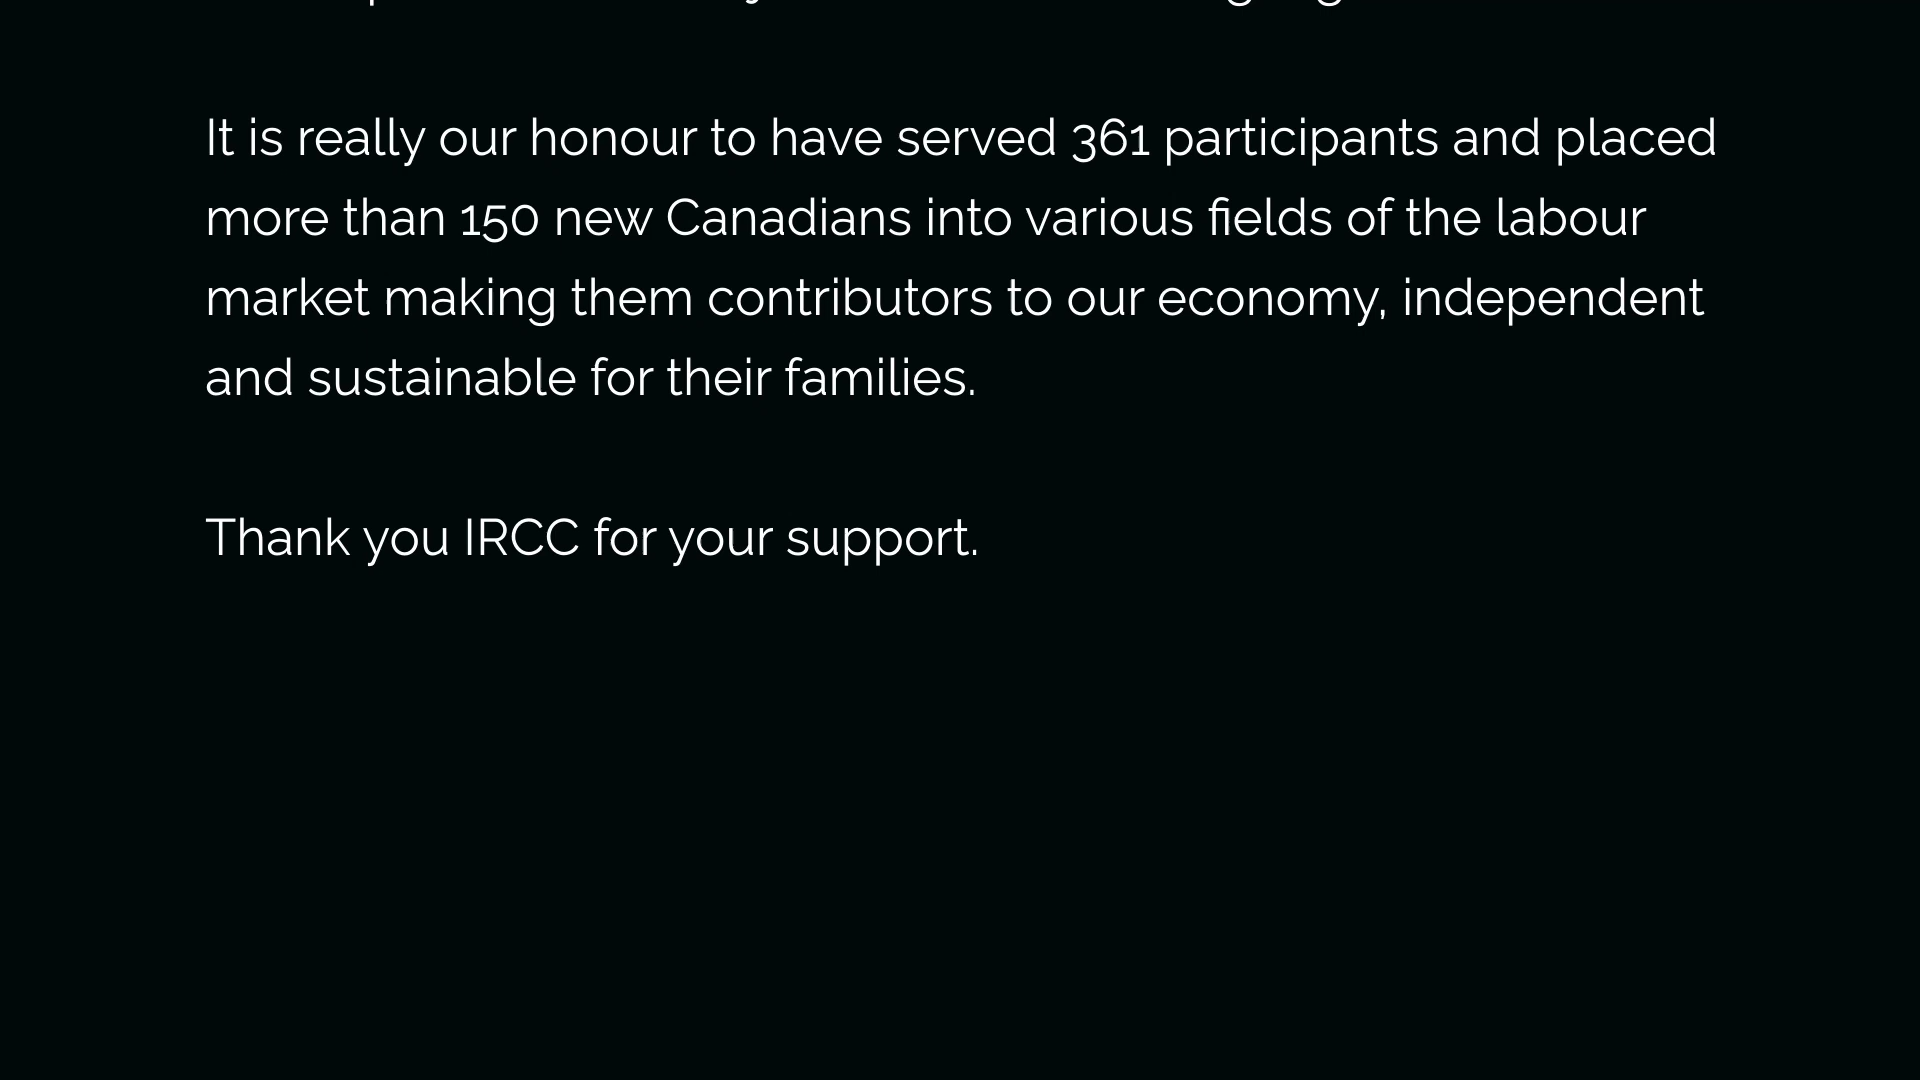 It is really our honour to have served 361 participants and placed
more than 150 new Canadians into various fields of the labour
market making them contributors to our economy, independent
and sustainable for their families.
Thank you IRCC for your support.